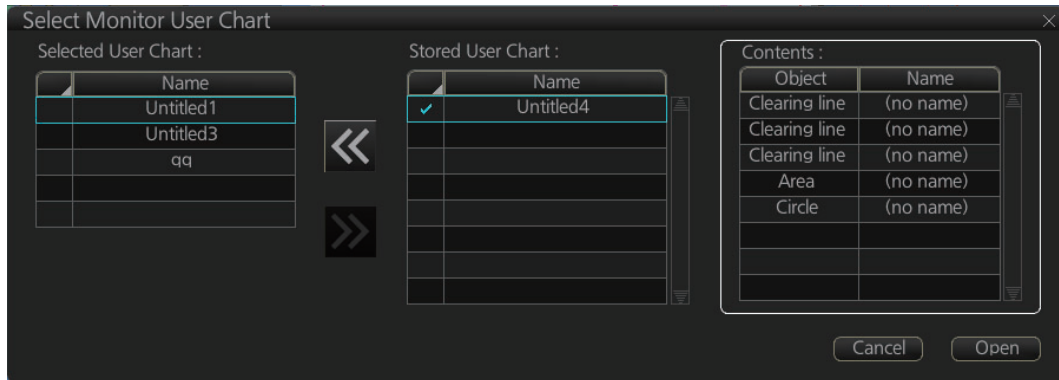 Select Monitor User Chart
Selected User Chart :
Name
Untitled1
Untitled3
qq
Stored User Chart :
Name
Untitled4
Contents :
Object Name
Clearing line (no name)
Clearing line (no name)
Clearing line (no name)
Area (no name)
Circle (no name)
Cancel Open